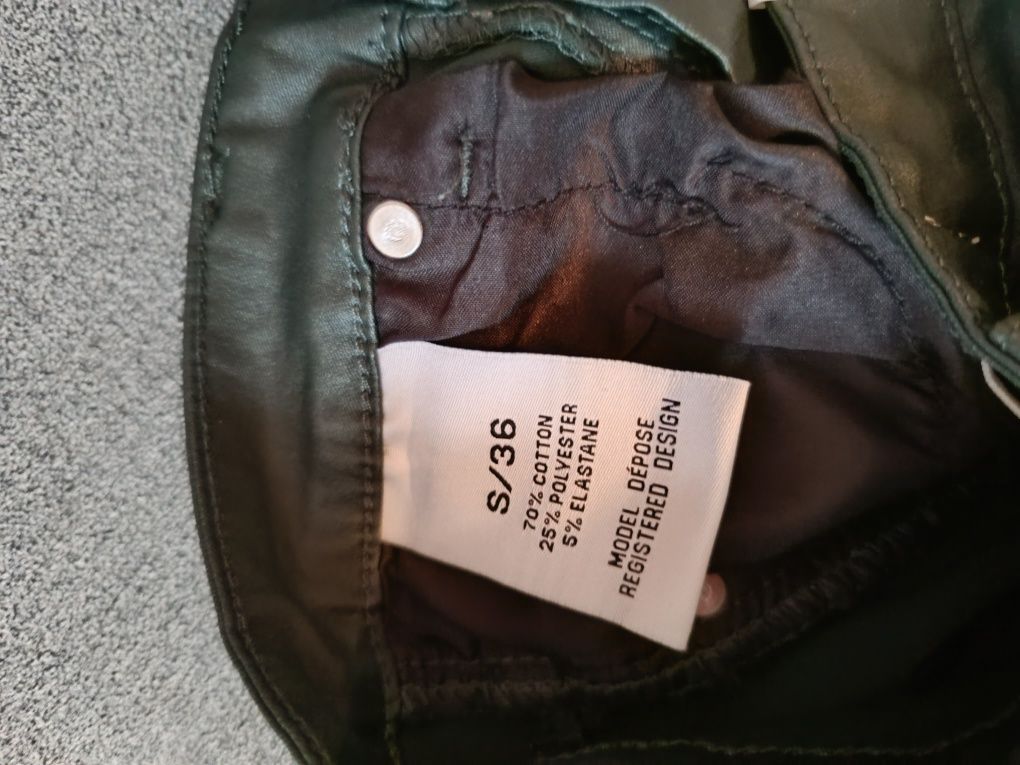 S/36
70% COTTON
25% POLYESTER
5% ELASTANE
MODEL DÉPOSE
REGISTERED DESIGN